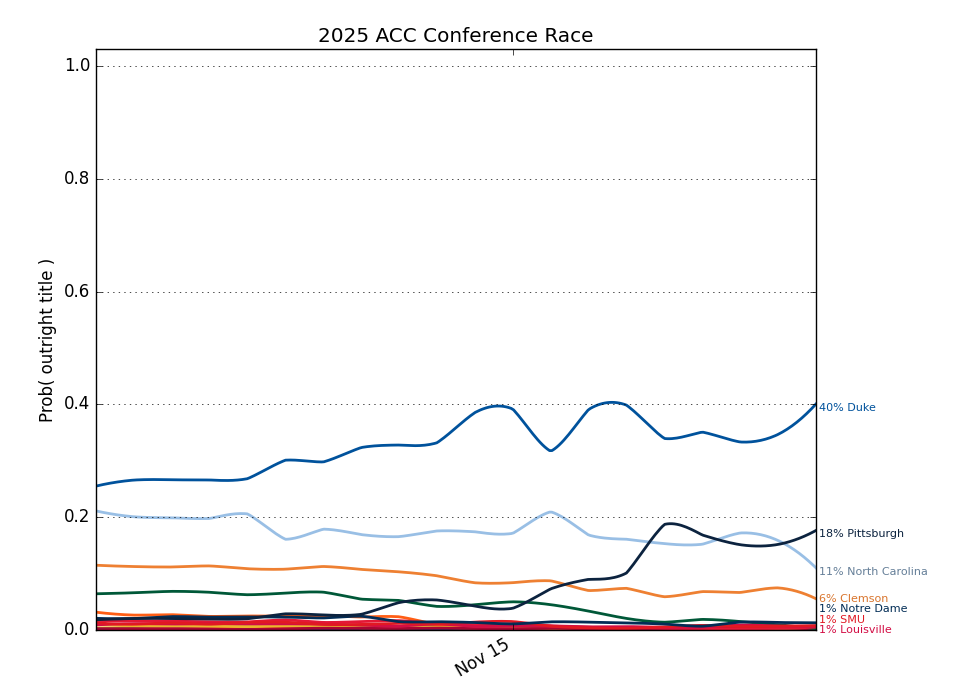 2025 ACC Conference Race
Prob( outright title )
1.0
0.8
0.6
0.4
0.2
0.0
Nov 15
40% Duke
18% Pittsburgh
11% North Carolina
6% Clemson
1% Notre Dame
1% SMU
1% Louisville